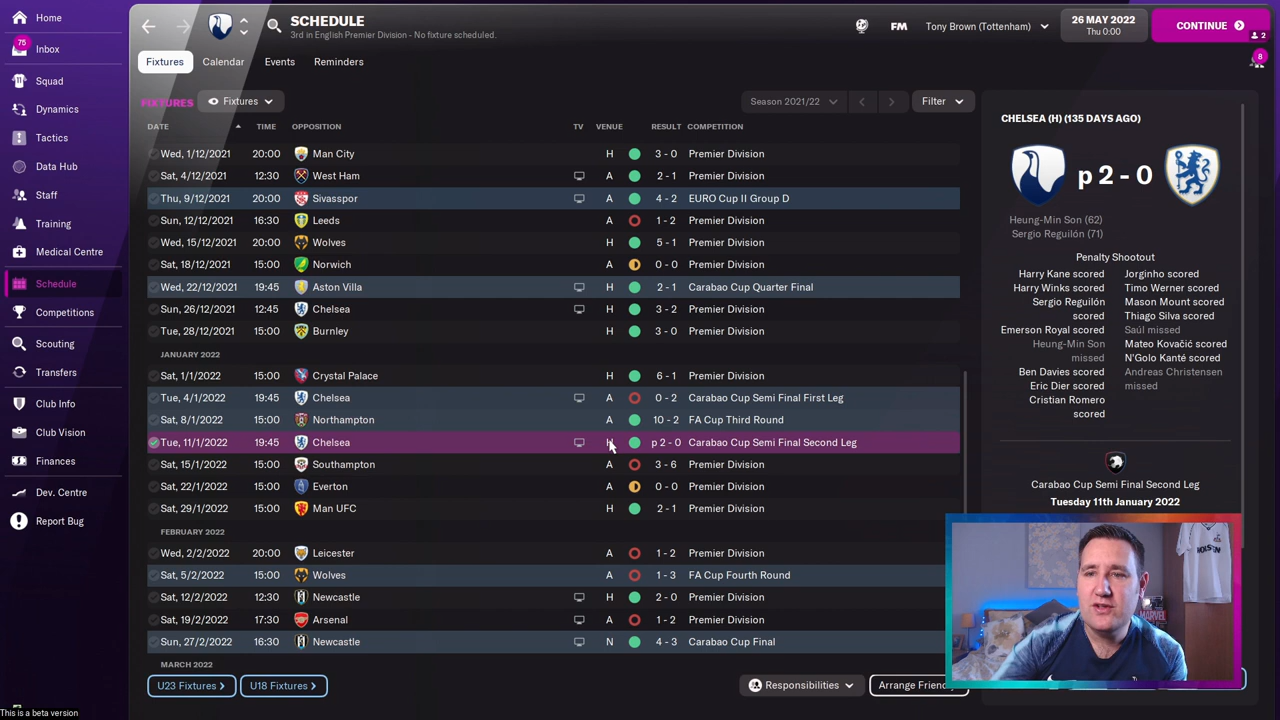 Home
75
Inbox
Squad
Dynamics
Tactics
Data Hub
Staff
Training
Medical Centre
Schedule
Competitions
Scouting
Transfers
Club Info
Club Vision
Finances
Dev. Centre
Report Bug
This is a beta version
SCHEDULE
3rd in English Premier Division - No fixture scheduled.
FM
Tony Brown (Tottenham)
26 MAY 2022
Thu 0:00
CONTINUE
2
8
Fixtures Calendar Events Reminders
FIXTURES Fixtures Season 2021/22 Filter
DATE TIME OPPOSITION TV VENUE RESULT COMPETITION
Wed, 1/12/2021 20:00 Man City H 3 - 0 Premier Division
Sat, 4/12/2021 12:30 West Ham A 2 - 1 Premier Division
Thu, 9/12/2021 20:00 Sivasspor A 4 - 2 EURO Cup II Group D
Sun, 12/12/2021 16:30 Leeds A 1 - 2 Premier Division
Wed, 15/12/2021 20:00 Wolves H 5 - 1 Premier Division
Sat, 18/12/2021 15:00 Norwich A 0 - 0 Premier Division
Wed, 22/12/2021 19:45 Aston Villa H 2 - 1 Carabao Cup Quarter Final
Sun, 26/12/2021 12:45 Chelsea H 3 - 2 Premier Division
Tue, 28/12/2021 15:00 Burnley H 3 - 0 Premier Division
JANUARY 2022
Sat, 1/1/2022 15:00 Crystal Palace H 6 - 1 Premier Division
Tue, 4/1/2022 19:45 Chelsea A 0 - 2 Carabao Cup Semi Final First Leg
Sat, 8/1/2022 15:00 Northampton A 10 - 2 FA Cup Third Round
Tue, 11/1/2022 19:45 Chelsea H p 2 - 0 Carabao Cup Semi Final Second Leg
Sat, 15/1/2022 15:00 Southampton A 3 - 6 Premier Division
Sat, 22/1/2022 15:00 Everton A 0 - 0 Premier Division
Sat, 29/1/2022 15:00 Man UFC H 2 - 1 Premier Division
FEBRUARY 2022
Wed, 2/2/2022 20:00 Leicester A 1 - 2 Premier Division
Sat, 5/2/2022 15:00 Wolves A 1 - 3 FA Cup Fourth Round
Sat, 12/2/2022 12:30 Newcastle H 2 - 0 Premier Division
Sat, 19/2/2022 17:30 Arsenal A 1 - 2 Premier Division
Sun, 27/2/2022 16:30 Newcastle N 4 - 3 Carabao Cup Final
MARCH 2022
U23 Fixtures U18 Fixtures Responsibilities Arrange Friendly
CHELSEA (H) (135 DAYS AGO)
p 2 - 0
Heung-Min Son (62)
Sergio Reguilón (71)
Penalty Shootout
Harry Kane scored Jorginho scored
Harry Winks scored Timo Werner scored
Sergio Reguilón Mason Mount scored
scored Thiago Silva scored
Emerson Royal scored Saúl missed
Heung-Min Son Mateo Kovačić scored
missed N'Golo Kanté scored
Ben Davies scored Andreas Christensen
Eric Dier scored missed
Cristian Romero
scored
Carabao Cup Semi Final Second Leg
Tuesday 11th January 2022
HOLSTEN